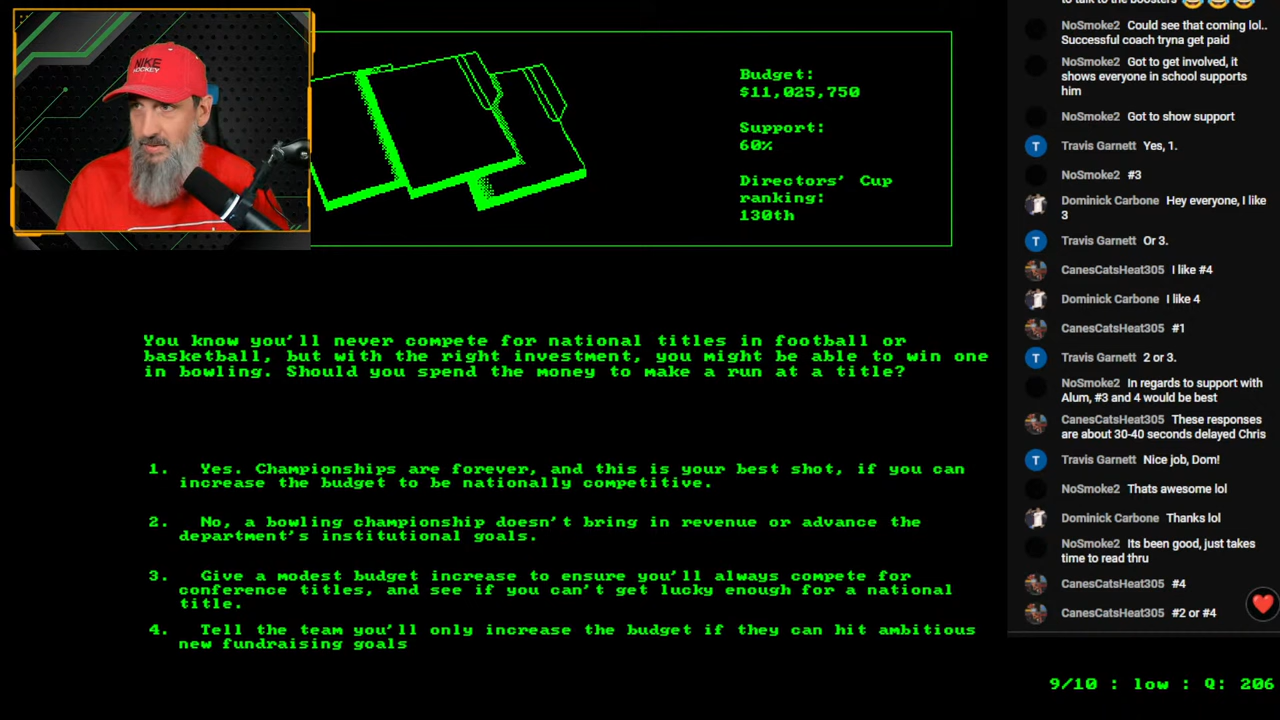 NIKE
HOCKEY
Budget:
$11,025,750
Support:
60%
Directors' Cup
ranking:
130th
You know you'll never compete for national titles in football or
basketball, but with the right investment, you might be able to win one
in bowling. Should you spend the money to make a run at a title?
1. Yes. Championships are forever, and this is your best shot, if you can
increase the budget to be nationally competitive.
2. No, a bowling championship doesn't bring in revenue or advance the
department's institutional goals.
3. Give a modest budget increase to ensure you'll always compete for
conference titles, and see if you can't get lucky enough for a national
title.
4. Tell the team you'll only increase the budget if they can hit ambitious
new fundraising goals
9/10 : low : Q: 206
to talk to the boosters 😂😂😂
NoSmoke2 Could see that coming lol..
Successful coach tryna get paid
NoSmoke2 Got to get involved, it
shows everyone in school supports
him
NoSmoke2 Got to show support
T Travis Garnett Yes, 1.
NoSmoke2 #3
Dominick Carbone Hey everyone, I like
3
T Travis Garnett Or 3.
CanesCatsHeat305 I like #4
Dominick Carbone I like 4
CanesCatsHeat305 #1
T Travis Garnett 2 or 3.
NoSmoke2 In regards to support with
Alum, #3 and 4 would be best
CanesCatsHeat305 These responses
are about 30-40 seconds delayed Chris
T Travis Garnett Nice job, Dom!
NoSmoke2 Thats awesome lol
Dominick Carbone Thanks lol
NoSmoke2 Its been good, just takes
time to read thru
CanesCatsHeat305 #4
CanesCatsHeat305 #2 or #4